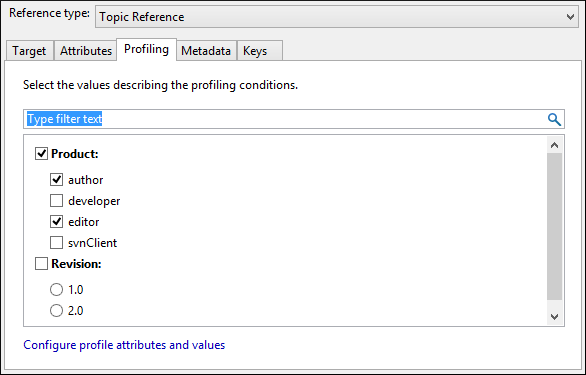 Reference type: Topic Reference
Target Attributes Profiling Metadata Keys
Select the values describing the profiling conditions.
Type filter text
Product:
author
developer
editor
svnClient
Revision:
1.0
2.0
Configure profile attributes and values